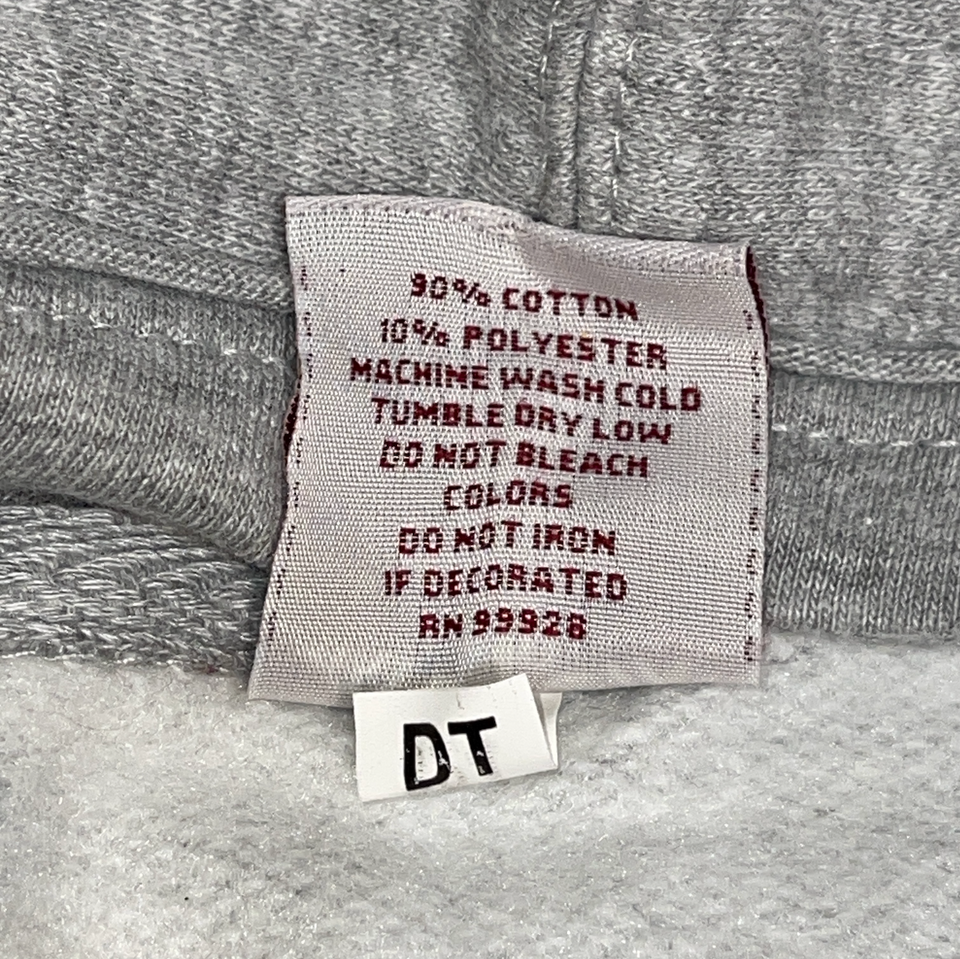 90% COTTON
10% POLYESTER
MACHINE WASH COLD
TUMBLE DRY LOW
DO NOT BLEACH
COLORS
DO NOT IRON
IF DECORATED
RN 99928
DT